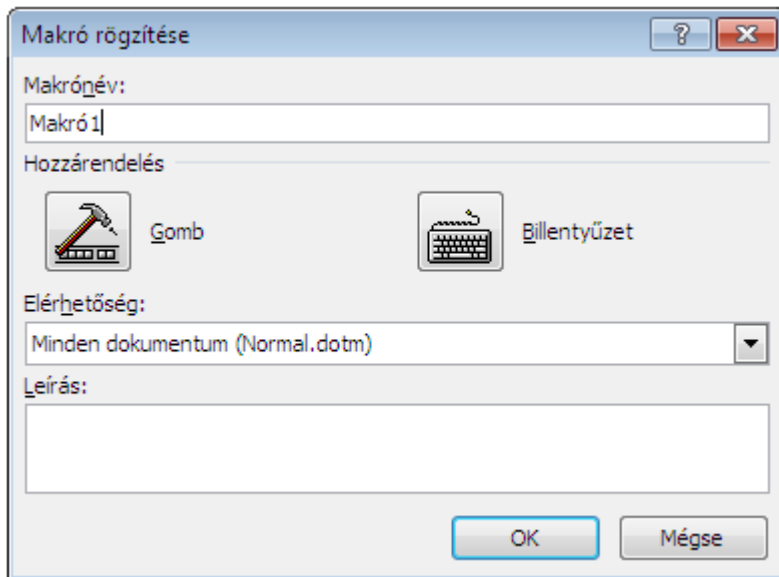 Makró rögzítése
Makrónév:
Makró1
Hozzárendelés
Gomb
Billentyűzet
Elérhetőség:
Minden dokumentum (Normal.dotm)
Leírás:
OK
Mégse